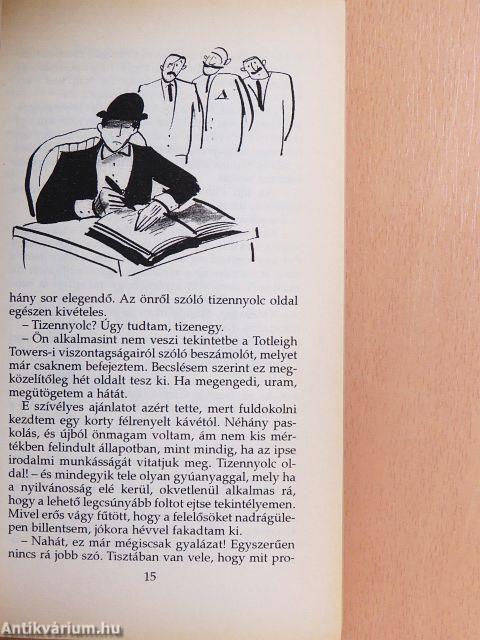 hány sor elegendő. Az önről szóló tizennyolc oldal
egészen kivételes.
– Tizennyolc? Úgy tudtam, tizenegy.
– Ön alkalmasint nem veszi tekintetbe a Totleigh
Towers-i viszontagságairól szóló beszámolót, melyet
már csaknem befejeztem. Becslésem szerint ez meg-
közelítőleg hét oldalt tesz ki. Ha megengedi, uram,
megütögetem a hátát.
E szívélyes ajánlatot azért tette, mert fuldokolni
kezdtem egy korty félrenyelt kávétól. Néhány pas-
kolás, és újból önmagam voltam, ám nem kis mér-
tékben felindult állapotban, mint mindig, ha az ipse
irodalmi munkásságát vitatjuk meg. Tizennyolc ol-
dal! – és mindegyik tele olyan gyúanyaggal, mely ha
a nyilvánosság elé kerül, okvetlenül alkalmas rá,
hogy a lehető legcsúnyább foltot ejtse tekintélyemen.
Mivel erős vágy fűtött, hogy a felelősöket nadrágüle-
pen billentsem, jókora hévvel fakadtam ki.
– Nahát, ez már mégiscsak gyalázat! Egyszerűen
nincs rá jobb szó. Tisztában van vele, hogy mit pro-
15
Antikvárium.hu